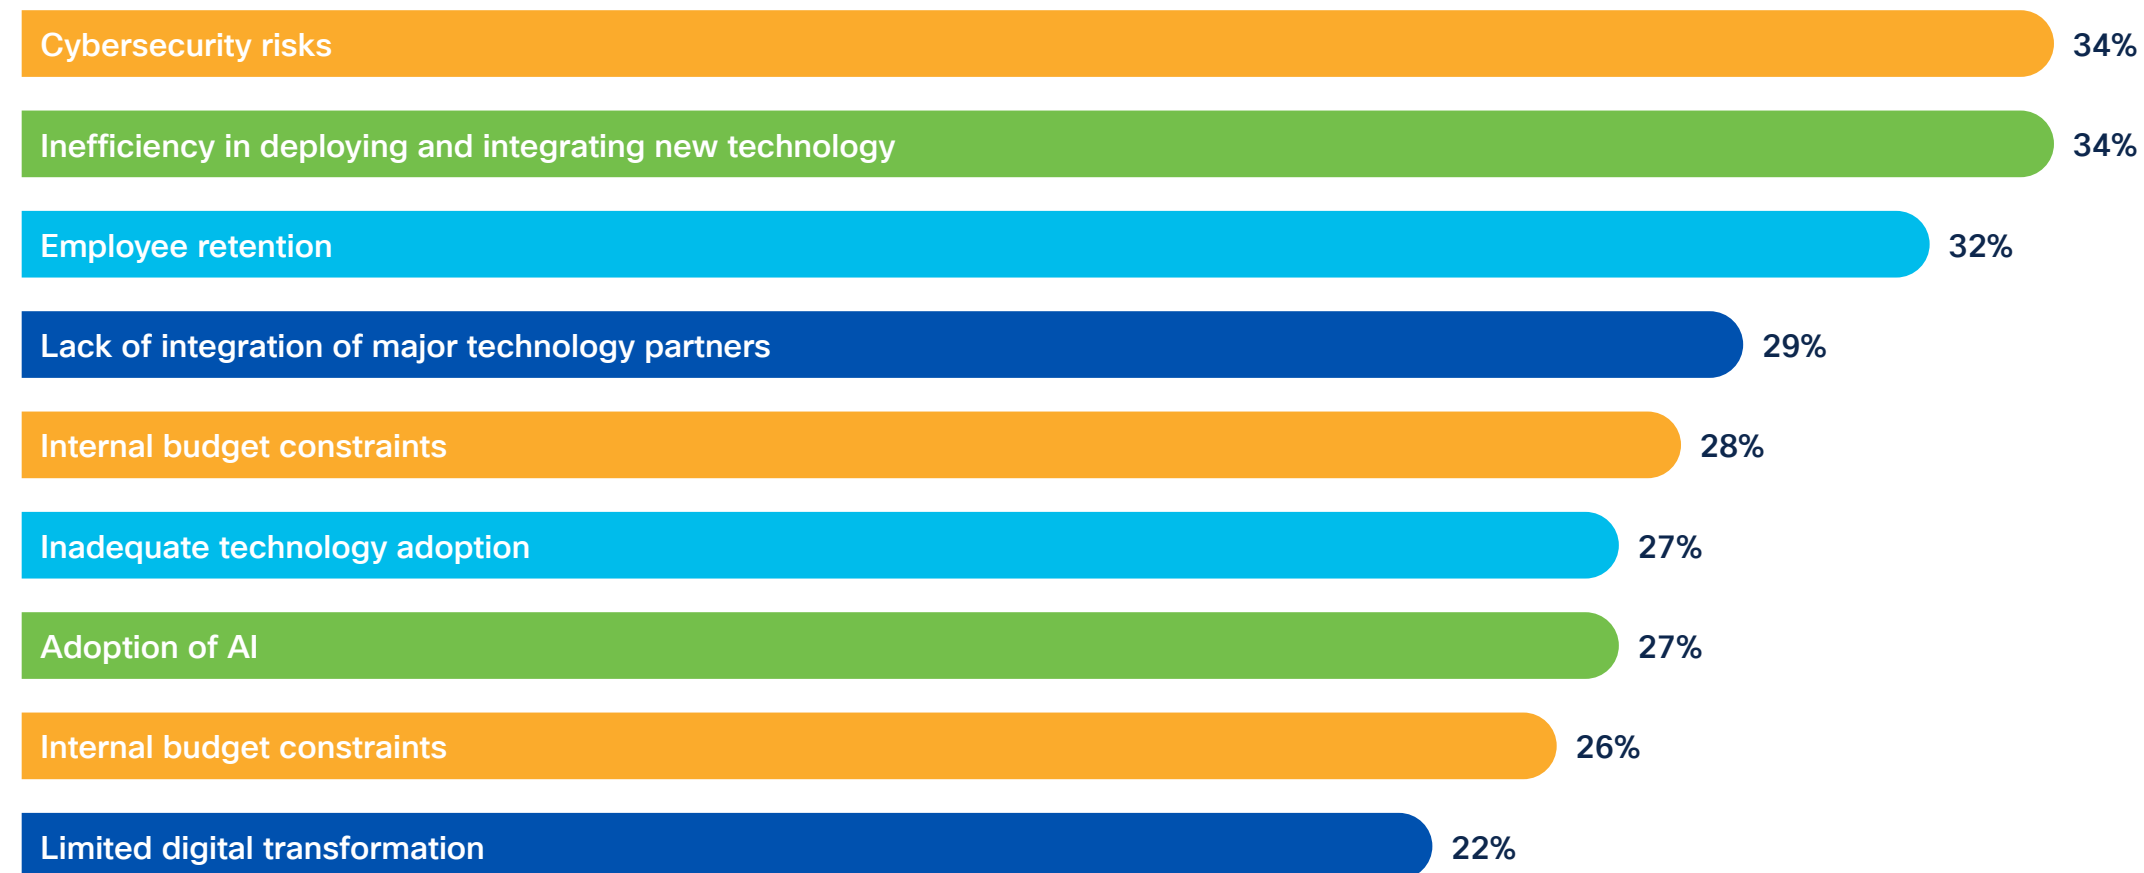 Cybersecurity risks 34%
Inefficiency in deploying and integrating new technology 34%
Employee retention 32%
Lack of integration of major technology partners 29%
Internal budget constraints 28%
Inadequate technology adoption 27%
Adoption of AI 27%
Internal budget constraints 26%
Limited digital transformation 22%